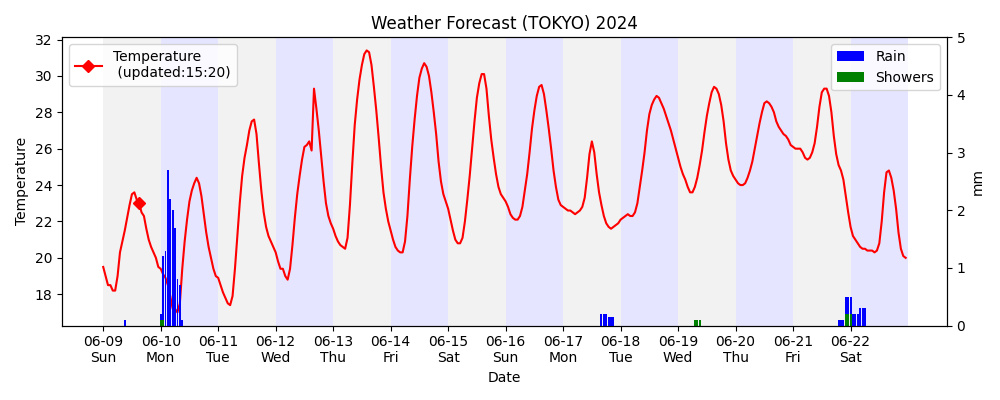 Weather Forecast (TOKYO) 2024
Temperature
(updated:15:20)
Rain
Showers
32
30
28
26
24
22
20
18
Temperature
5
4
3
2
1
0
mm
06-09 06-10 06-11 06-12 06-13 06-14 06-15 06-16 06-17 06-18 06-19 06-20 06-21 06-22
Sun Mon Tue Wed Thu Fri Sat Sun Mon Tue Wed Thu Fri Sat
Date